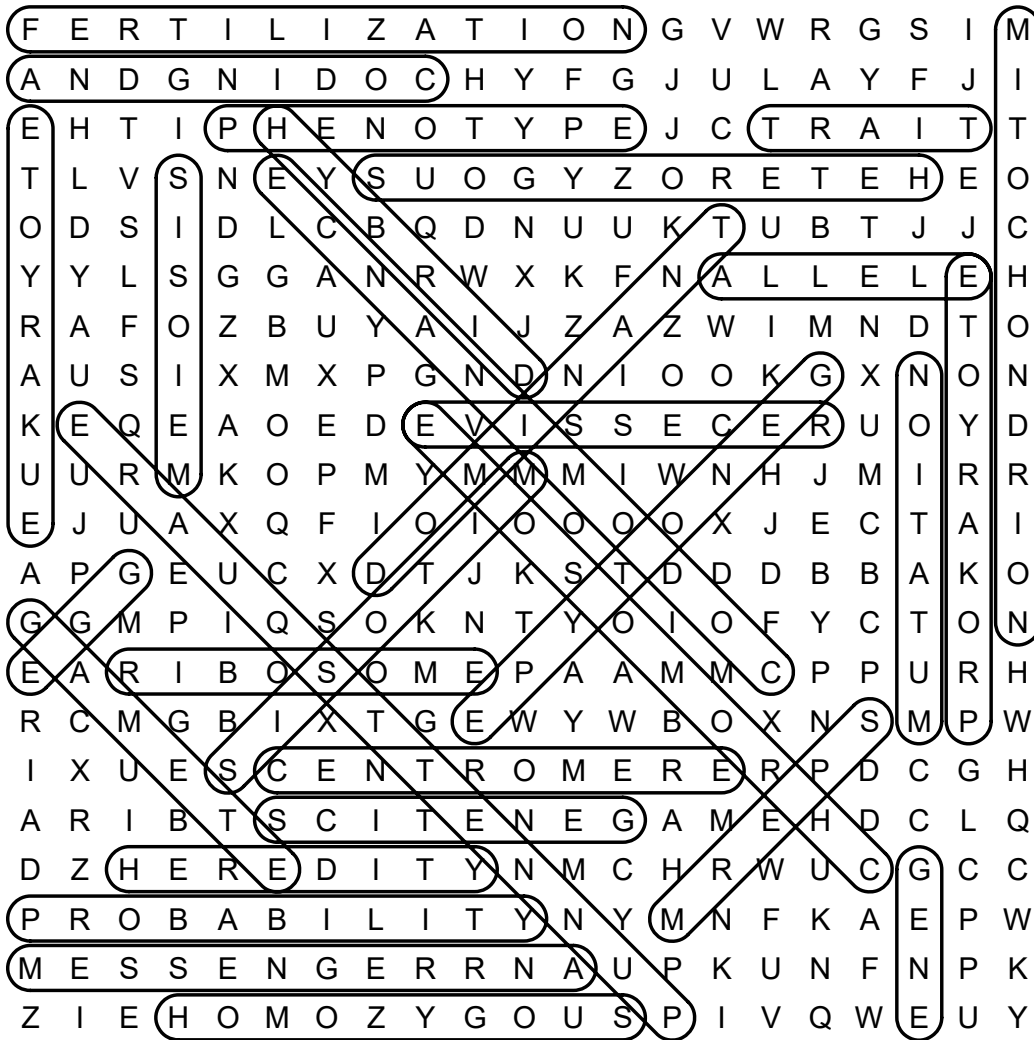 F E R T I L I Z A T I O N G V W R G S I M
A N D G N I D O C H Y F G J U L A Y F J I
E H T I P H E N O T Y P E J C T R A I T T
T L V S N E Y S U O G Y Z O R E T E H E O
O D S I D L C B Q D N U U K T U B T J J C
Y Y L S G G A N R W X K F N A L L E L E H
R A F O Z B U Y A I J Z A Z W I M N D T O
A U S I X M X P G N D N I O O K G X N O N
K E Q E A O E D E V I S S E C E R U O Y D
U U R M K O P M Y M M M I W N H J M I R R
E J U A X Q F I O I O O O O X J E C T A I
A P G E U C X D T J K S T D D D B B A K O
G G M P I Q S O K N T Y O I O F Y C T O N
E A R I B O S O M E P A A M M C P P U R H
R C M G B I X T G E W Y W B O X N S M P W
I X U E S C E N T R O M E R E R P D C G H
A R I B T S C I T E N E G A M E H D C L Q
D Z H E R E D I T Y N M C H R W U C G C C
P R O B A B I L I T Y N Y M N F K A E P W
M E S S E N G E R R N A U P K U N F N P K
Z I E H O M O Z Y G O U S P I V Q W E U Y